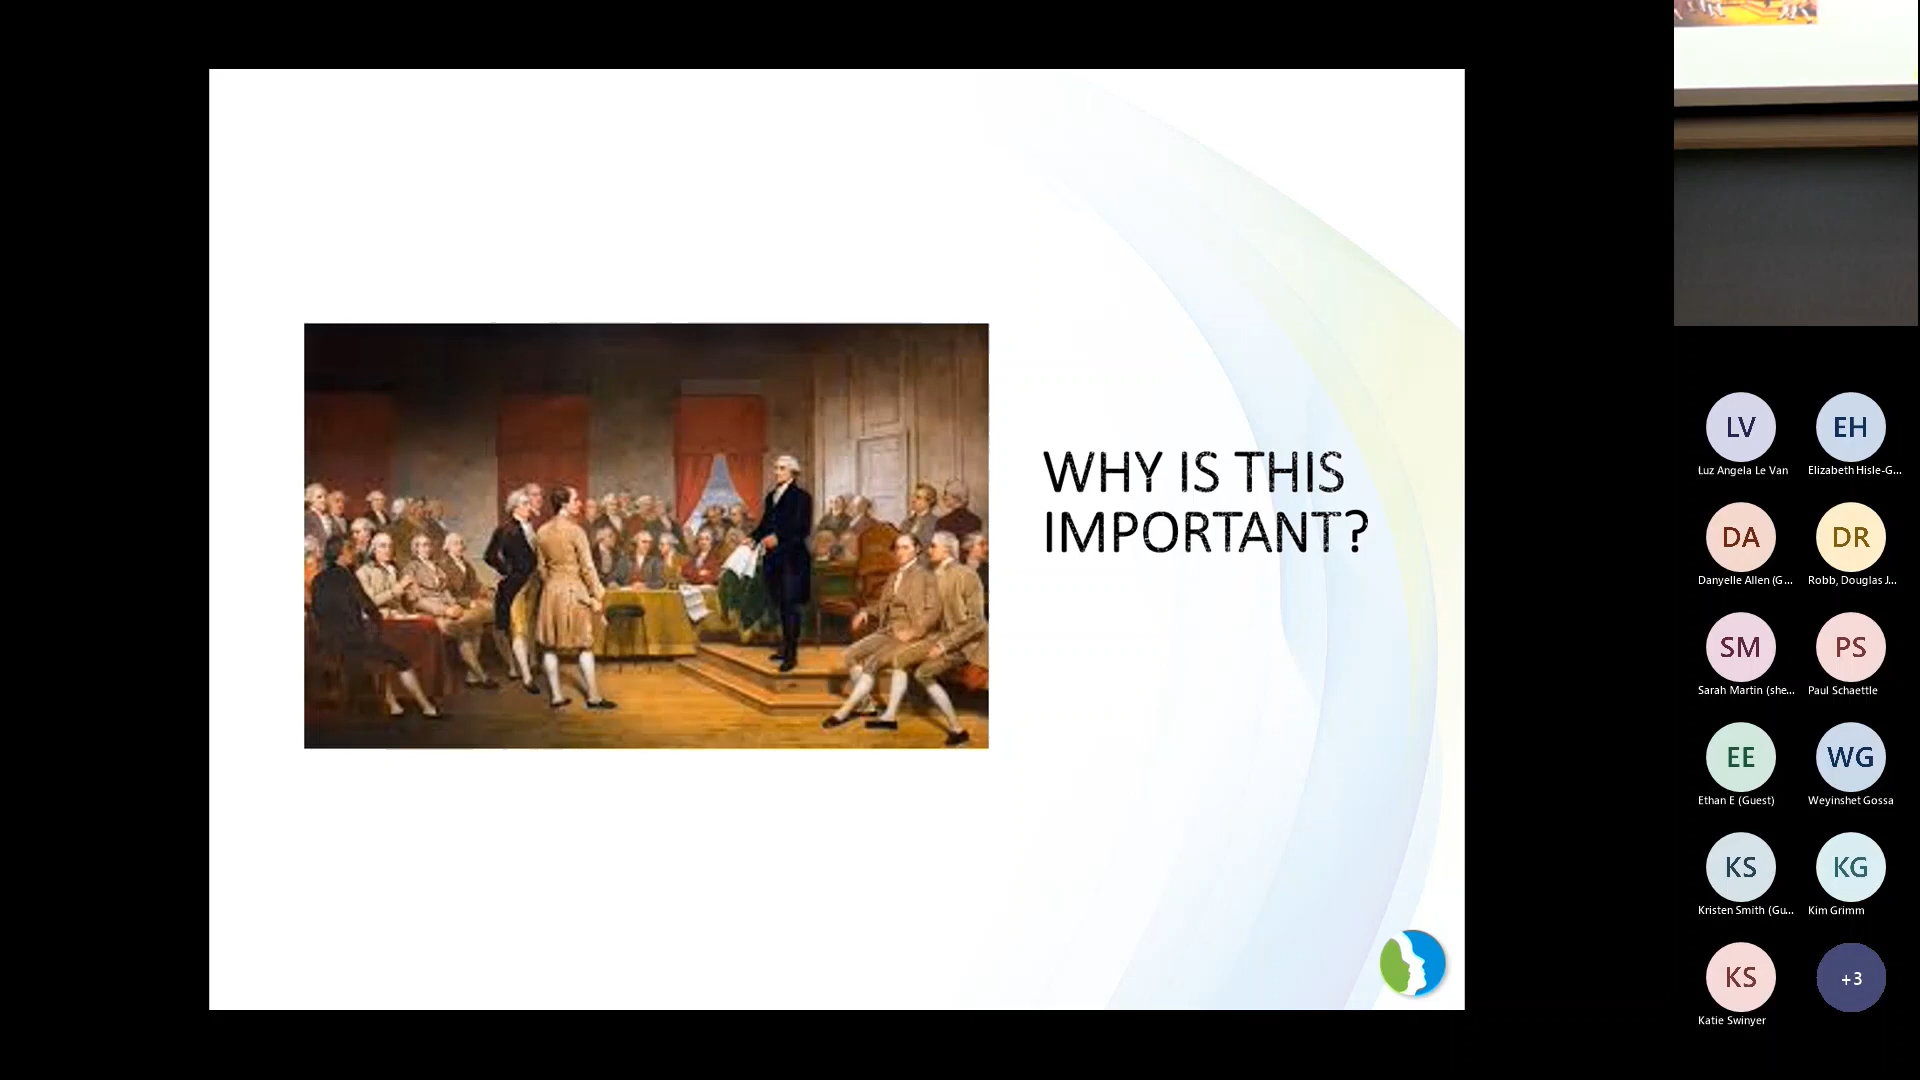 WHY IS THIS
IMPORTANT?
LV
EH
Luz Angela Le Van
Elizabeth Hisle-G...
DA
DR
Danyelle Allen (G...
Robb, Douglas J...
SM
PS
Sarah Martin (she...
Paul Schaettle
EE
WG
Ethan E (Guest)
Weyinshet Gossa
KS
KG
Kristen Smith (Gu...
Kim Grimm
KS
+3
Katie Swinyer